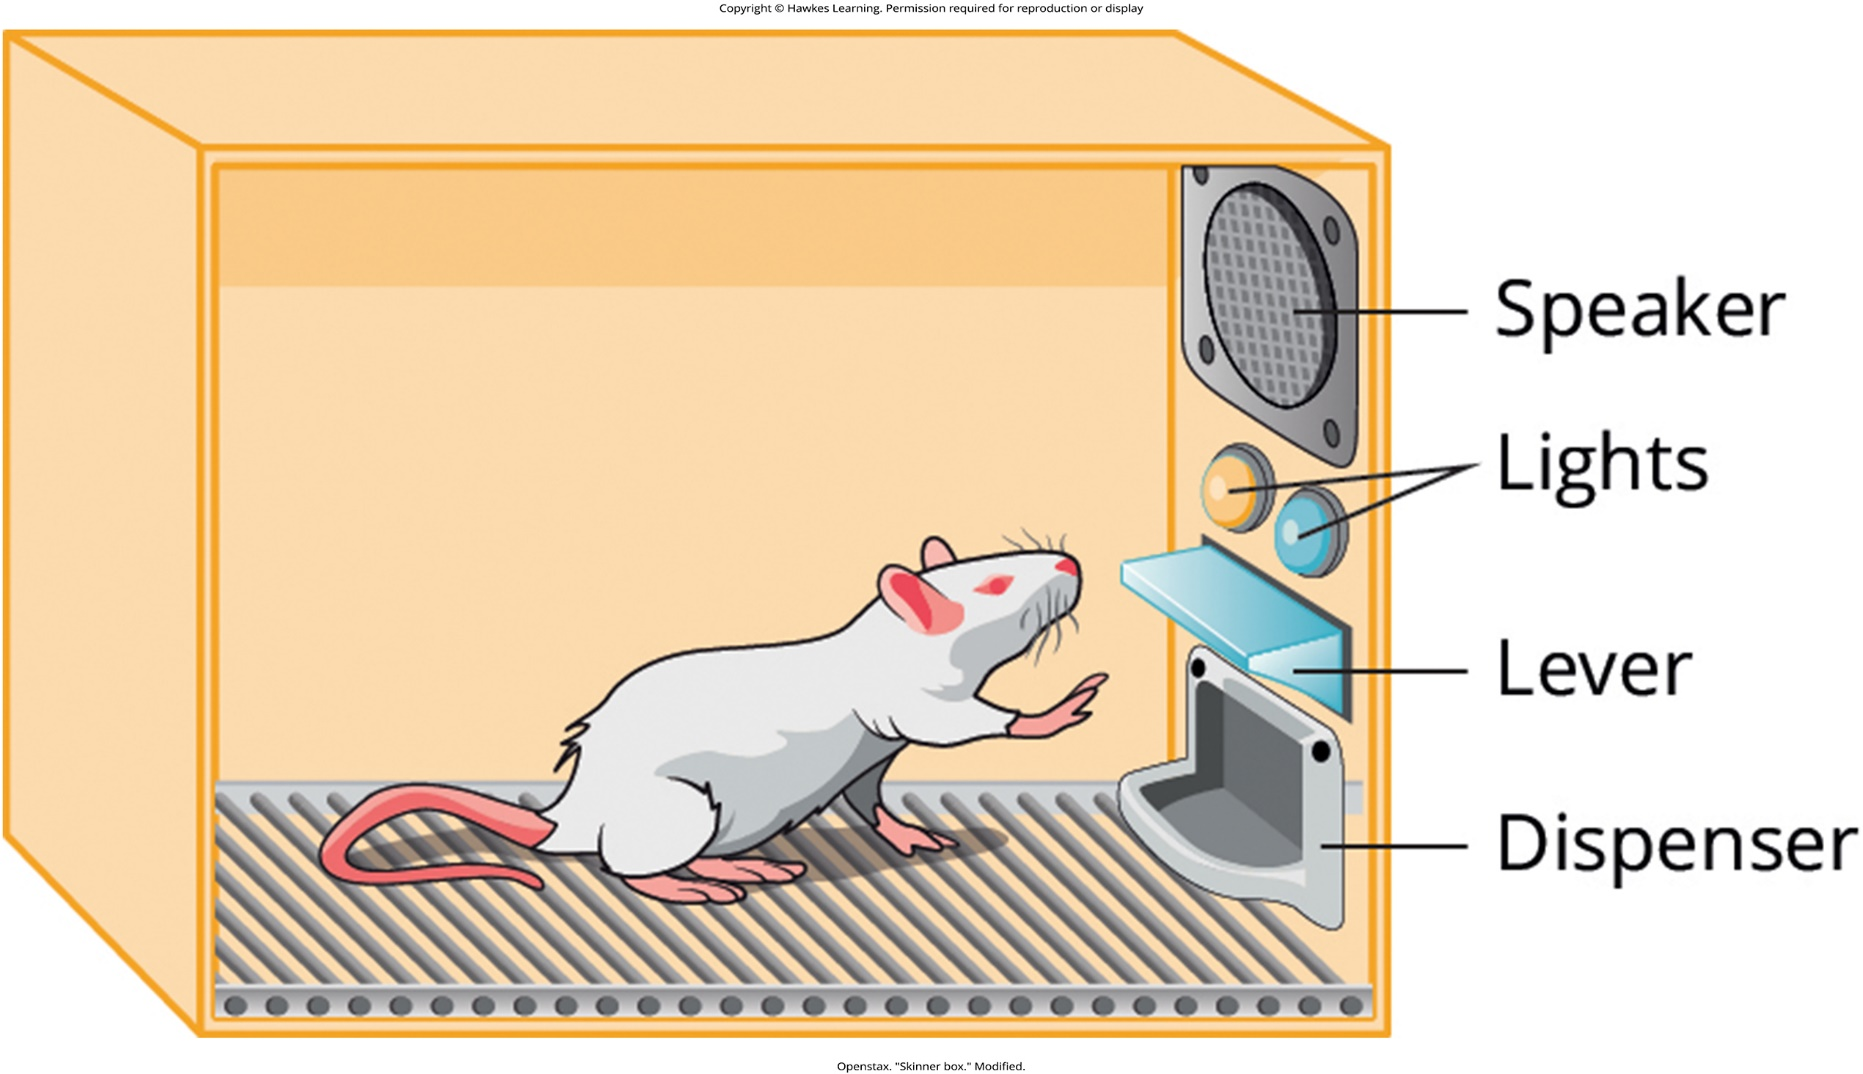 Copyright © Hawkes Learning. Permission required for reproduction or display
Speaker
Lights
Lever
Dispenser
Openstax. "Skinner box." Modified.